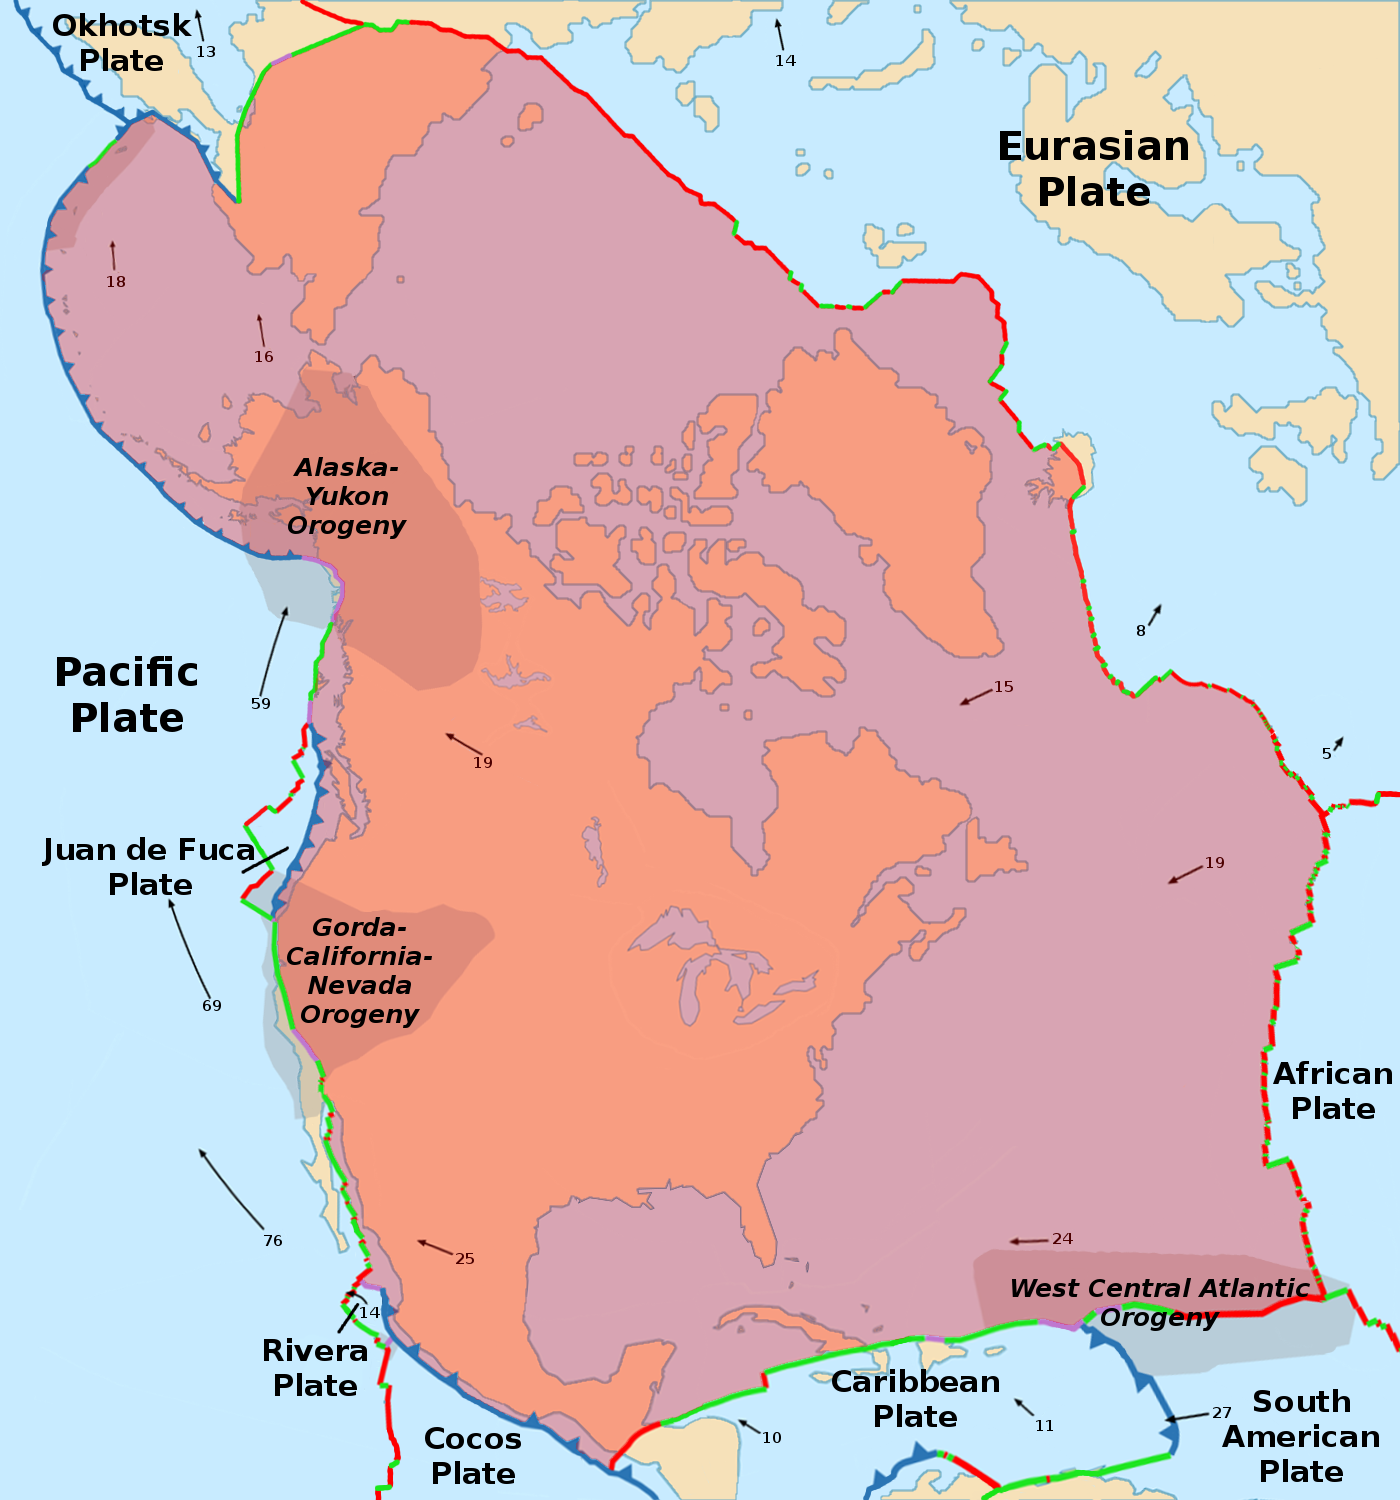 Okhotsk
Plate
13
14
Eurasian
Plate
18
16
Alaska-
Yukon
Orogeny
8
Pacific
Plate
59
15
19
5
Juan de Fuca
Plate
19
Gorda-
California-
Nevada
Orogeny
69
African
Plate
76
25
24
West Central Atlantic
Orogeny
14
Rivera
Plate
Caribbean
Plate
11
27
South
American
Plate
10
Cocos
Plate